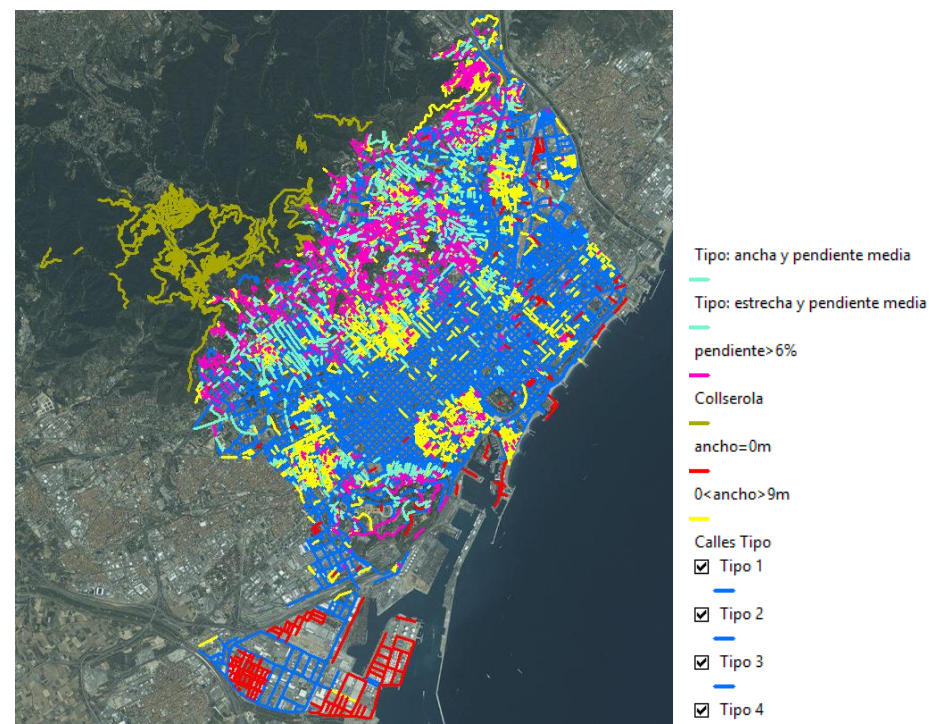 Tipo: ancha y pendiente media
Tipo: estrecha y pendiente media
pendiente>6%
Collserola
ancho=0m
0<ancho>9m
Calles Tipo
Tipo 1
Tipo 2
Tipo 3
Tipo 4